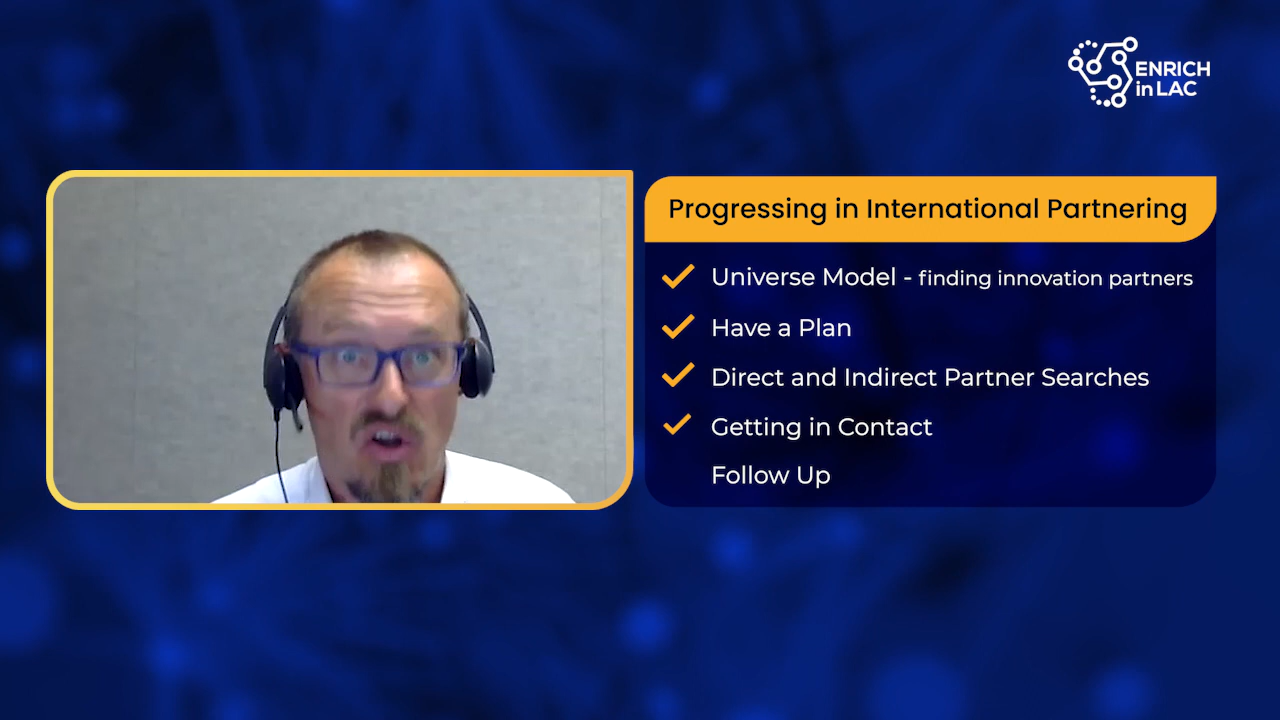 ENRICH
in LAC
Progressing in International Partnering
Universe Model - finding innovation partners
Have a Plan
Direct and Indirect Partner Searches
Getting in Contact
Follow Up